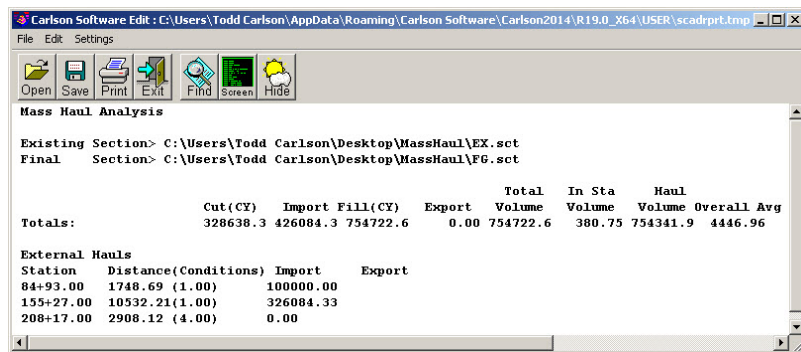 Carlson Software Edit : C:\Users\Todd Carlson\AppData\Roaming\Carlson Software\Carlson2014\R19.0_X64\USER\scadrprt.tmp
File Edit Settings
Open Save Print Exit Find Screen Hide
Mass Haul Analysis
Existing Section> C:\Users\Todd Carlson\Desktop\MassHaul\EX.sct
Final Section> C:\Users\Todd Carlson\Desktop\MassHaul\FG.sct
Total In Sta Haul
Cut(CY) Import Fill(CY) Export Volume Volume Volume Overall Avg
Totals: 328638.3 426084.3 754722.6 0.00 754722.6 380.75 754341.9 4446.96
External Hauls
Station Distance(Conditions) Import Export
84+93.00 1748.69 (1.00) 100000.00
155+27.00 10532.21(1.00) 326084.33
208+17.00 2908.12 (4.00) 0.00